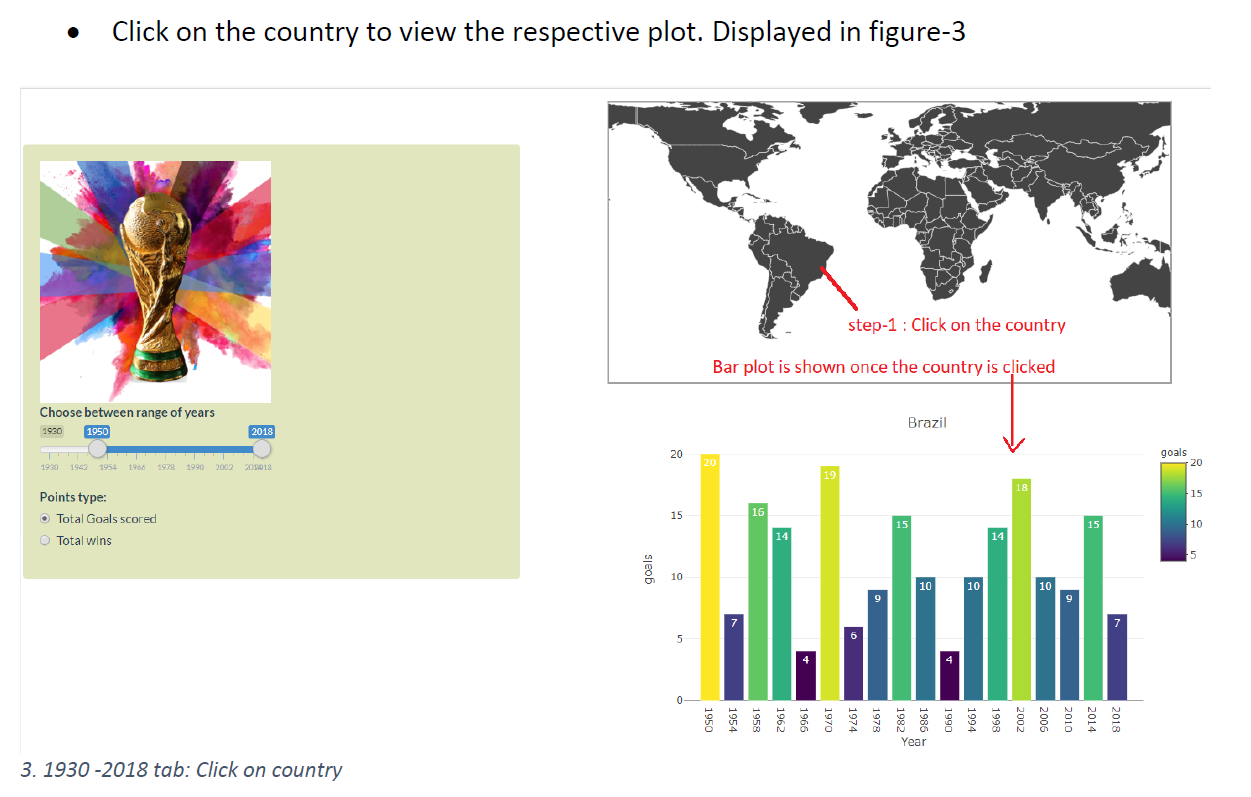 • Click on the country to view the respective plot. Displayed in figure-3
step-1 : Click on the country
Bar plot is shown once the country is clicked
Choose between range of years
1930 1950 2018
1930 1942 1954 1966 1978 1990 2002 2014 2018
Points type:
Total Goals scored
Total wins
Brazil
goals
20
15
10
5
0
20 7 16 14 4 19 6 9 15 10 4 10 14 18 10 9 15 7
1950 1954 1958 1962 1966 1970 1974 1978 1982 1986 1990 1994 1998 2002 2006 2010 2014 2018
Year
goals
20
15
10
5
3. 1930 -2018 tab: Click on country